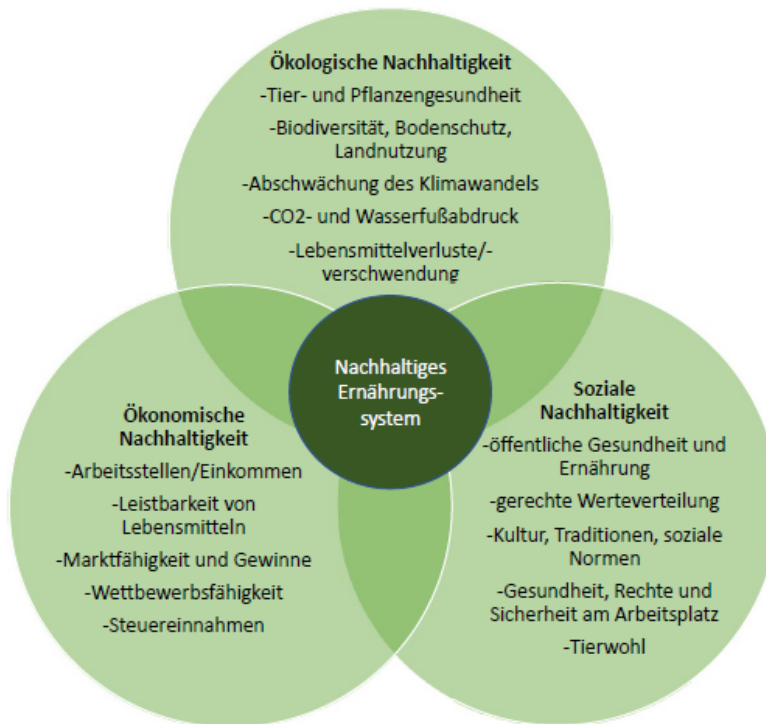 Ökologische Nachhaltigkeit
-Tier- und Pflanzengesundheit
-Biodiversität, Bodenschutz,
Landnutzung
-Abschwächung des Klimawandels
-CO2- und Wasserfußabdruck
-Lebensmittelverluste/-
verschwendung
Nachhaltiges
Ernährungs-
system
Ökonomische
Nachhaltigkeit
-Arbeitsstellen/Einkommen
-Leistbarkeit von
Lebensmitteln
-Marktfähigkeit und Gewinne
-Wettbewerbsfähigkeit
-Steuereinnahmen
Soziale
Nachhaltigkeit
-öffentliche Gesundheit und
Ernährung
-gerechte Werteverteilung
-Kultur, Traditionen, soziale
Normen
-Gesundheit, Rechte und
Sicherheit am Arbeitsplatz
-Tierwohl